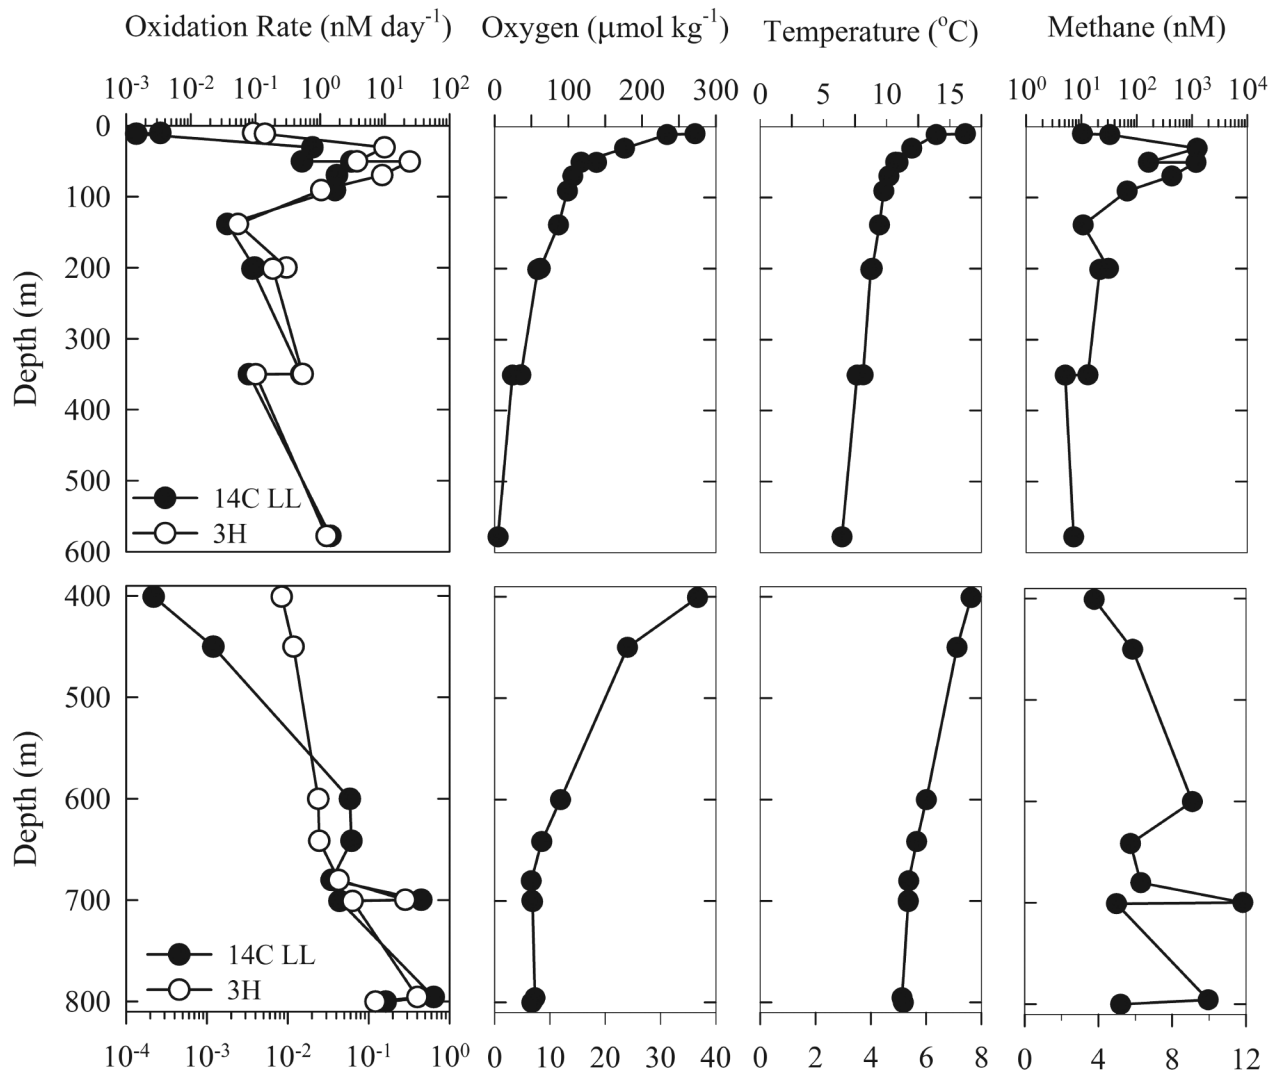 Oxidation Rate (nM day⁻¹) Oxygen (μmol kg⁻¹) Temperature (°C) Methane (nM)
10⁻³ 10⁻² 10⁻¹ 10⁰ 10¹ 10² 0 100 200 300 0 5 10 15 10⁰ 10¹ 10² 10³ 10⁴
0
100
200
300
400
500
600
Depth (m)
14C LL
3H
400
500
600
700
800
Depth (m)
14C LL
3H
10⁻⁴ 10⁻³ 10⁻² 10⁻¹ 10⁰ 0 10 20 30 40 0 2 4 6 8 0 4 8 12